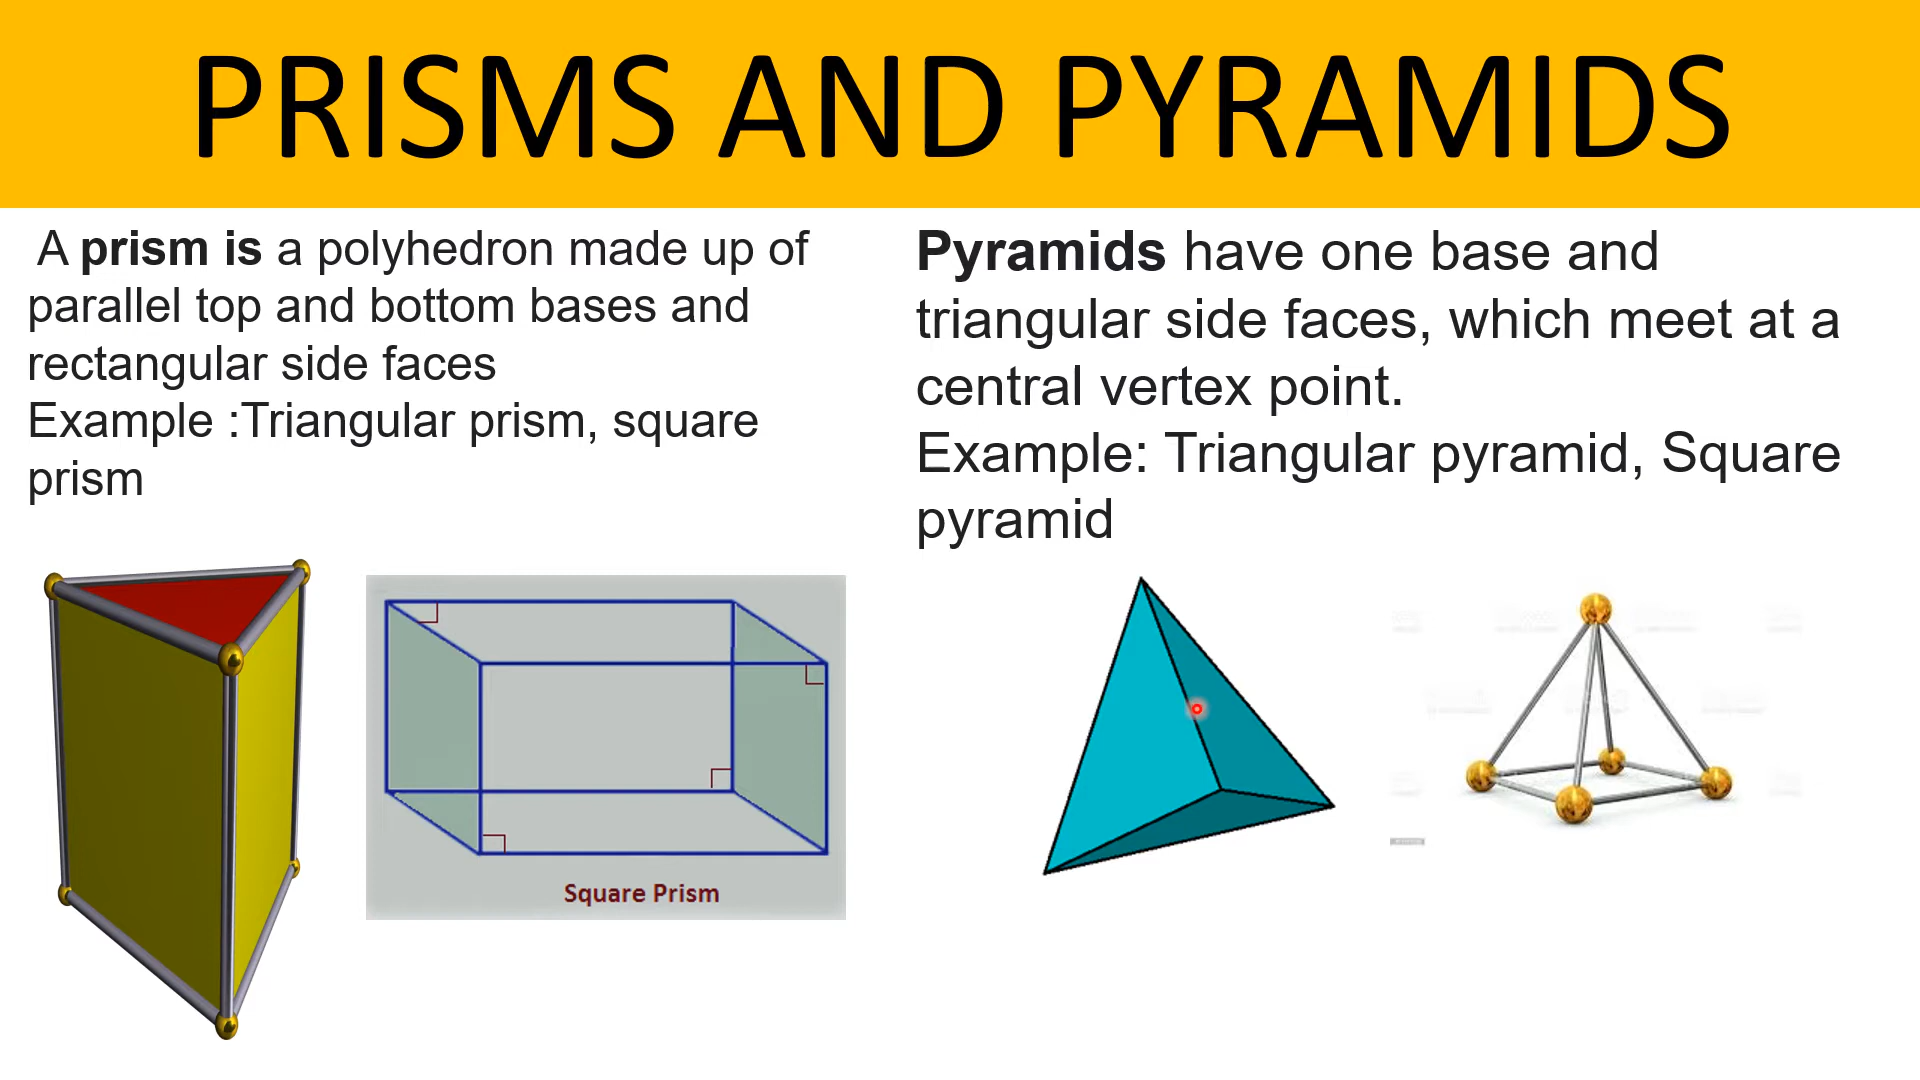 PRISMS AND PYRAMIDS
A prism is a polyhedron made up of
parallel top and bottom bases and
rectangular side faces
Example :Triangular prism, square
prism
Pyramids have one base and
triangular side faces, which meet at a
central vertex point.
Example: Triangular pyramid, Square
pyramid
Square Prism